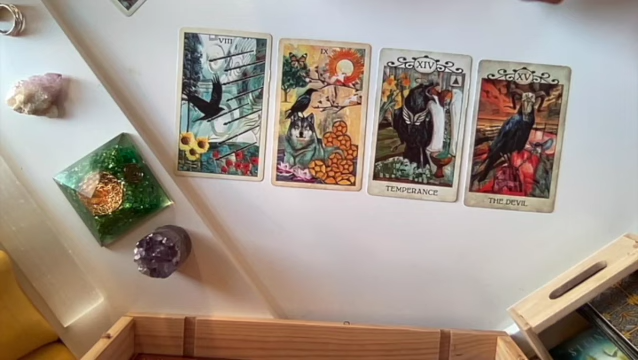 VIII
IX
XIV
TEMPERANCE
XV
THE DEVIL